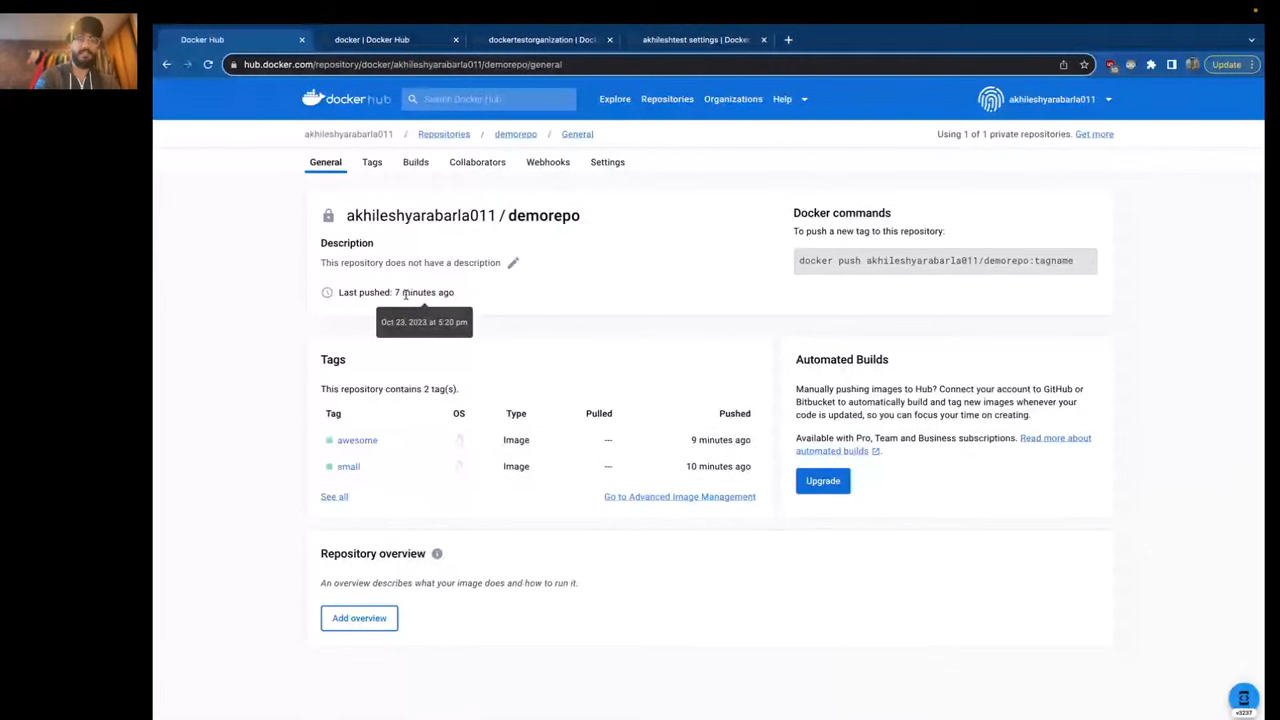 Docker Hub
docker | Docker Hub
dockertestorganization | Doc
akhileshtest settings | Docke
hub.docker.com/repository/docker/akhileshyarabarla011/demorepo/general
Update
docker hub
Search Docker Hub
Explore
Repositories
Organizations
Help
akhileshyarabarla011
akhileshyarabarla011 / Repositories / demorepo / General
Using 1 of 1 private repositories. Get more
General
Tags
Builds
Collaborators
Webhooks
Settings
akhileshyarabarla011 / demorepo
Description
This repository does not have a description
Last pushed: 7 minutes ago
Oct 23, 2023 at 5:20 pm
Docker commands
To push a new tag to this repository:
docker push akhileshyarabarla011/demorepo:tagname
Tags
This repository contains 2 tag(s).
Tag OS Type Pulled Pushed
awesome Image --- 9 minutes ago
small Image --- 10 minutes ago
See all
Go to Advanced Image Management
Automated Builds
Manually pushing images to Hub? Connect your account to GitHub or
Bitbucket to automatically build and tag new images whenever your
code is updated, so you can focus your time on creating.
Available with Pro, Team and Business subscriptions. Read more about
automated builds.
Upgrade
Repository overview
An overview describes what your image does and how to run it.
Add overview
v3237